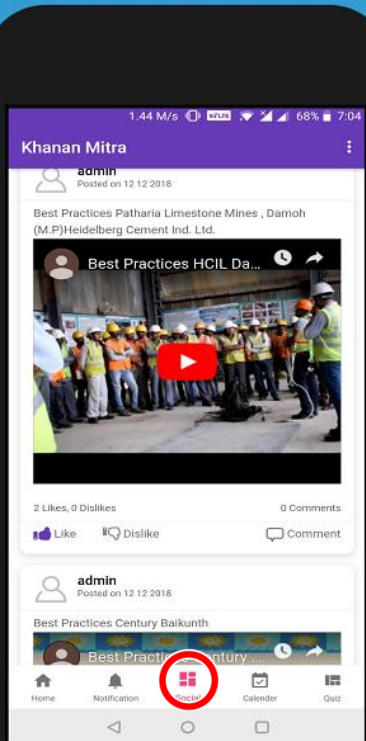 1.44 M/s VoLTE 68% 7:04
Khanan Mitra
admin
Posted on 12 12 2018
Best Practices Patharia Limestone Mines , Damoh
(M.P)Heidelberg Cement Ind. Ltd.
Best Practices HCIL Da...
2 Likes, 0 Dislikes 0 Comments
Like Dislike Comment
admin
Posted on 12 12 2018
Best Practices Century Baikunth
Best Practices Century ...
Home Notification Social Calender Quiz